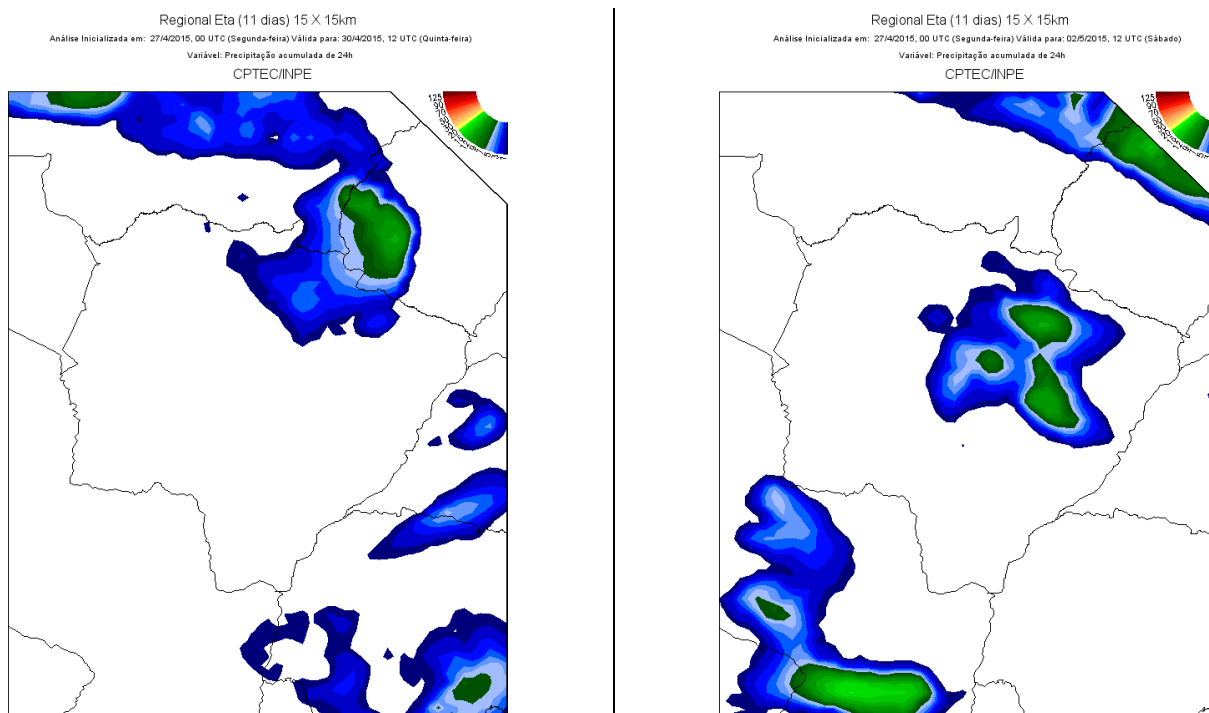 Regional Eta (11 dias) 15 X 15km
Análise Inicializada em: 27/4/2015, 00 UTC (Segunda-feira) Válida para: 30/4/2015, 12 UTC (Quinta-feira)
Variável: Precipitação acumulada de 24h
CPTEC/INPE
125
90
Regional Eta (11 dias) 15 X 15km
Análise Inicializada em: 27/4/2015, 00 UTC (Segunda-feira) Válida para: 02/5/2015, 12 UTC (Sábado)
Variável: Precipitação acumulada de 24h
CPTEC/INPE
125
90